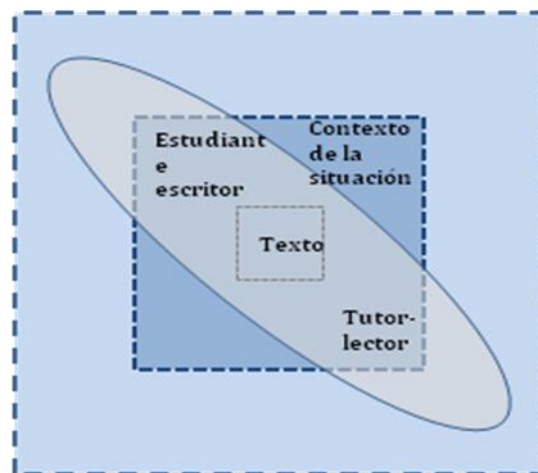 Estudiant
e
escritor
Contexto
de la
situación
Texto
Tutor-
lector